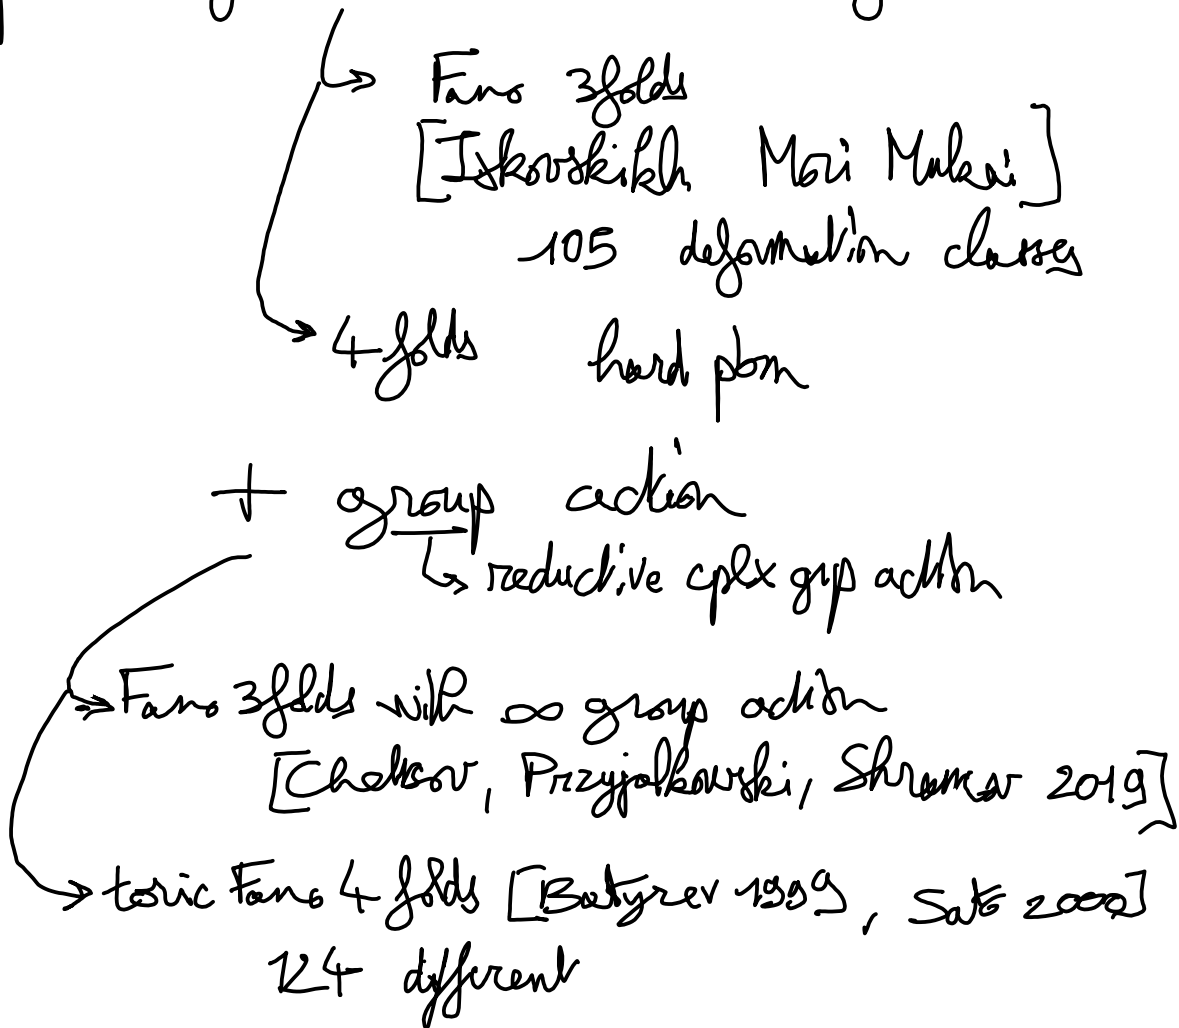 Fano 3folds
[Iskovskikh Mori Mukai]
105 deformation classes
4 folds hard pbm
+ group action
reductive cplx grp action
Fano 3folds with ∞ group action
[Cheltsov, Przyjalkowski, Shramov 2019]
toric Fano 4 folds [Batyrev 1999, Sato 2000]
124 different